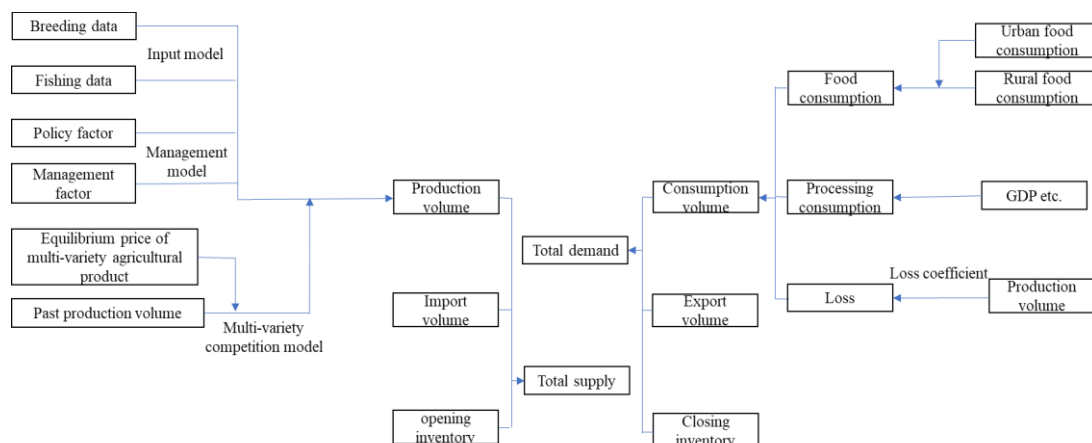 Breeding data
Input model
Fishing data
Policy factor
Management
model
Management
factor
Equilibrium price of
multi-variety agricultural
product
Past production volume
Multi-variety
competition model
Production
volume
Import
volume
opening
inventory
Total demand
Total supply
Consumption
volume
Export
volume
Closing
inventory
Food
consumption
Processing
consumption
Loss
Urban food
consumption
Rural food
consumption
GDP etc.
Loss coefficient
Production
volume